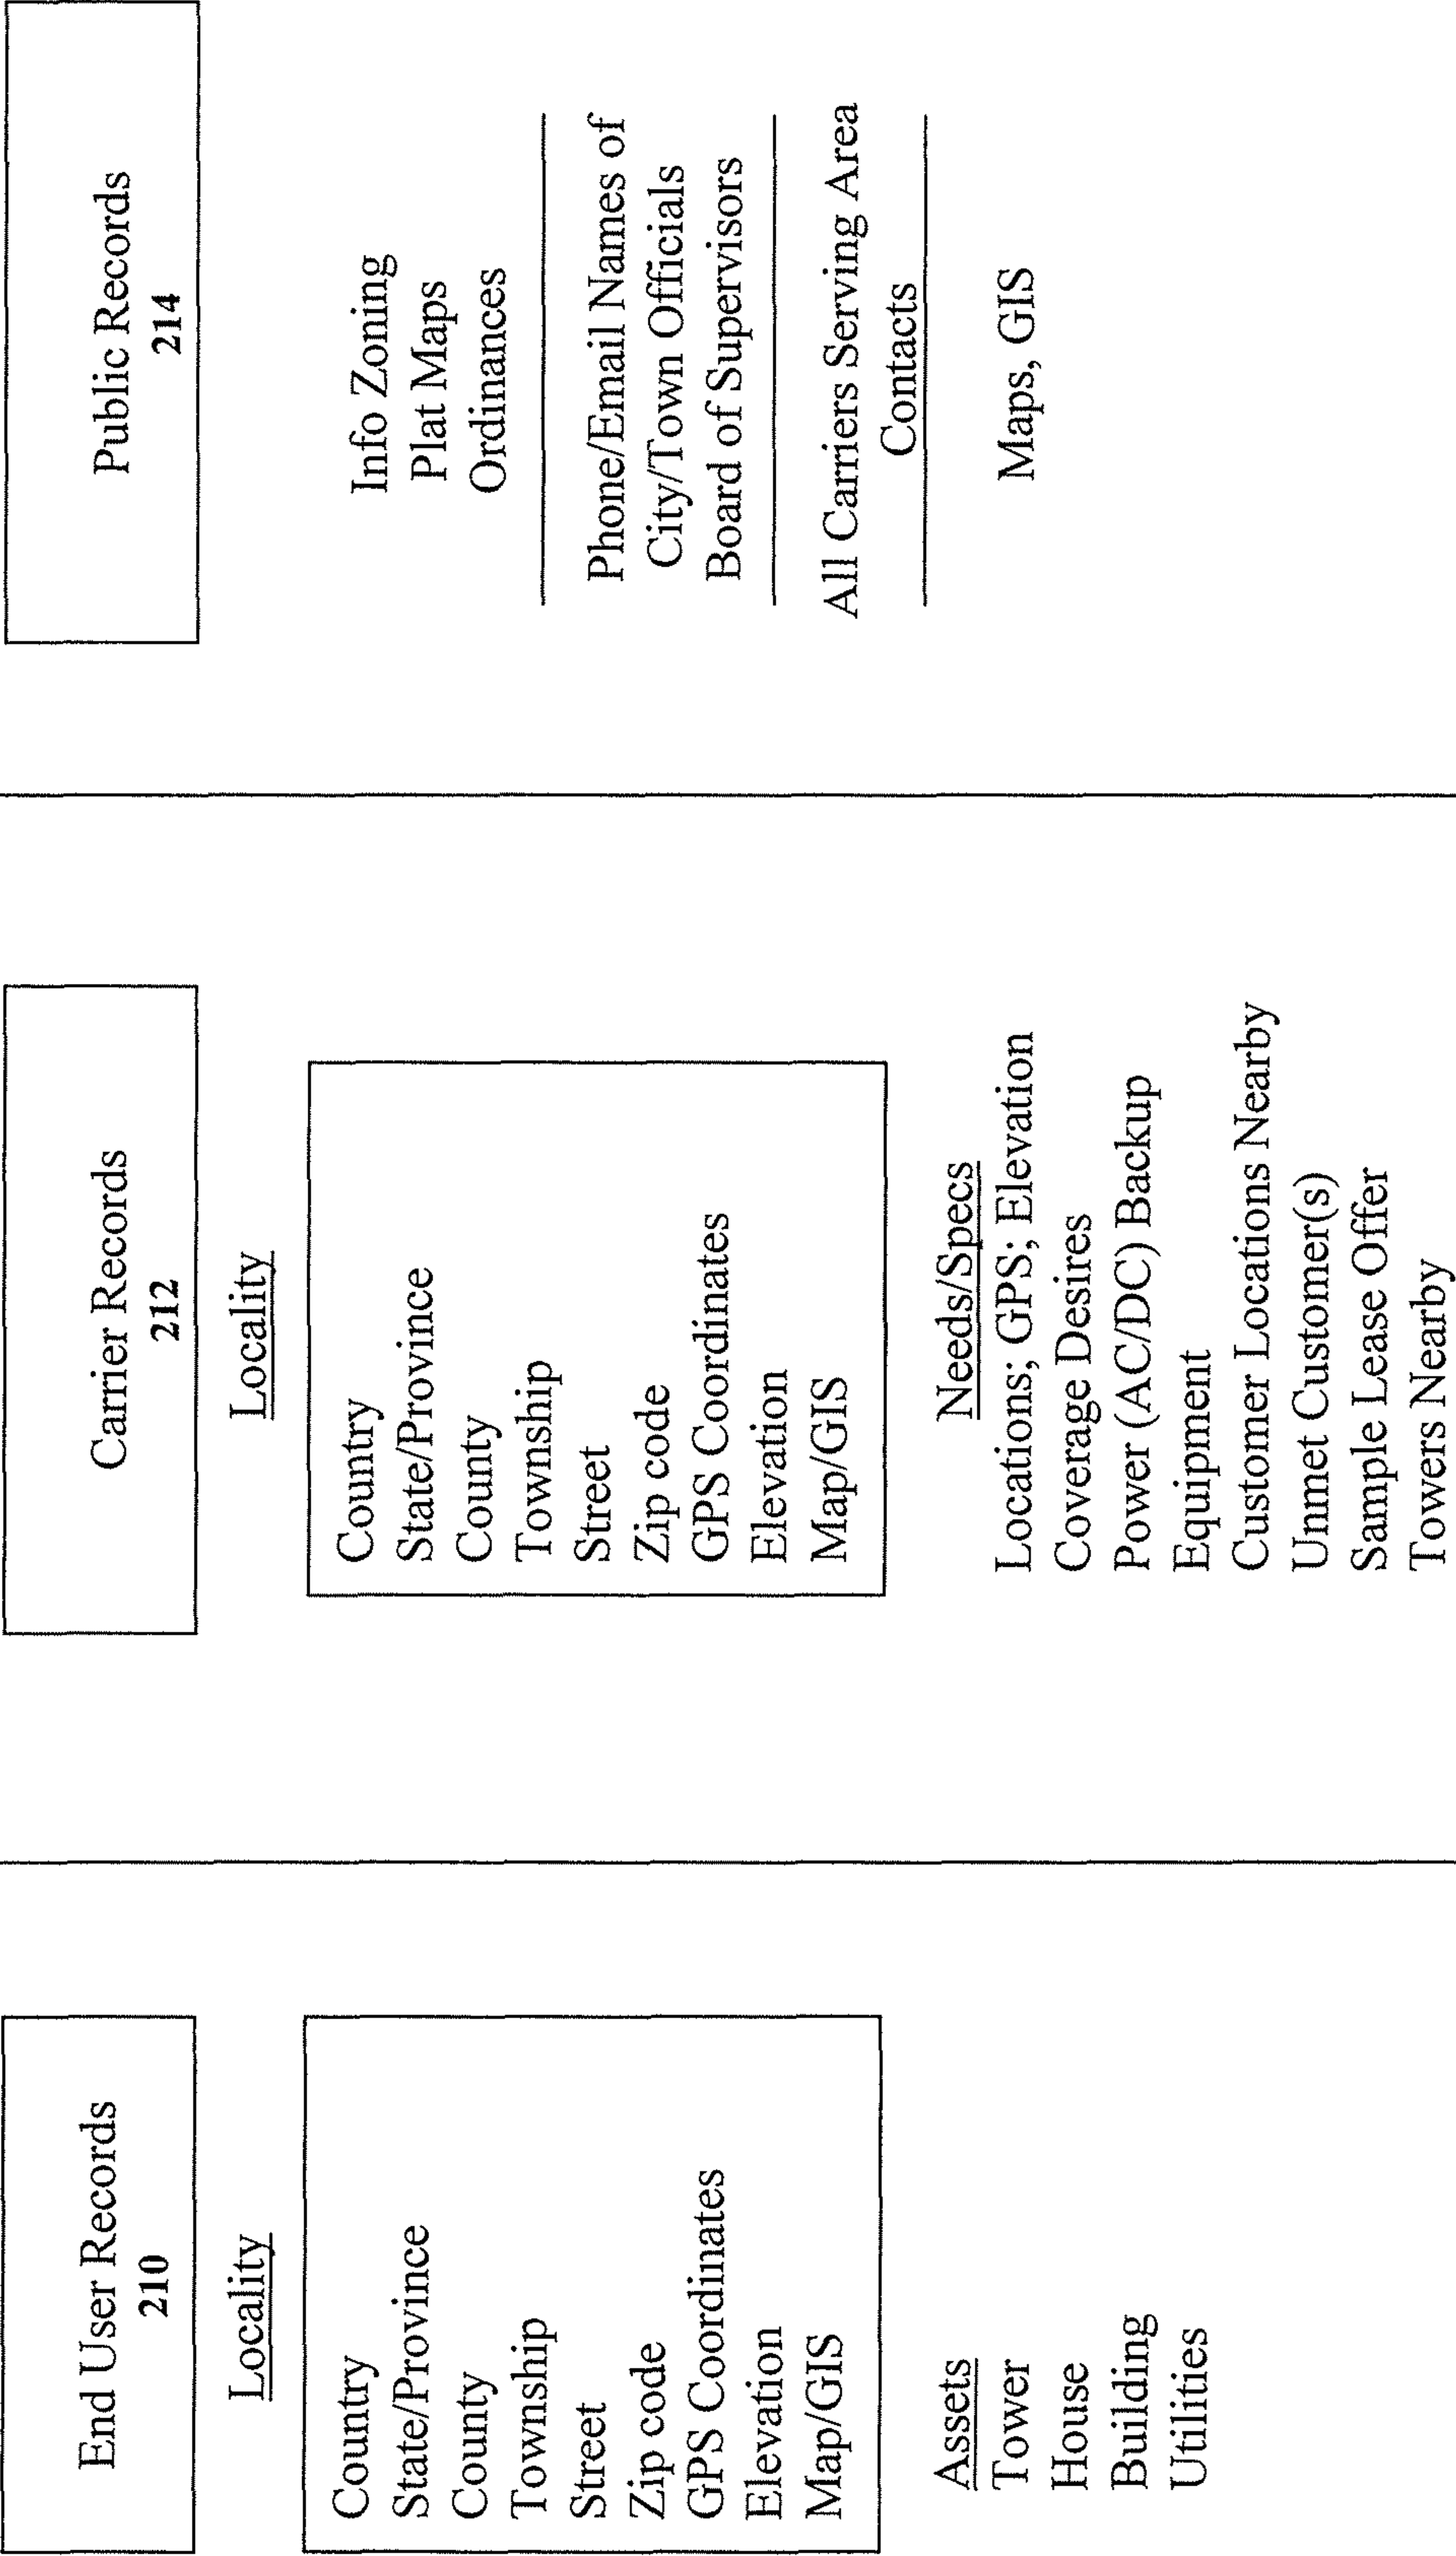 End User Records
210
Locality
Country
State/Province
County
Township
Street
Zip code
GPS Coordinates
Elevation
Map/GIS
Assets
Tower
House
Building
Utilities
Carrier Records
212
Locality
Country
State/Province
County
Township
Street
Zip code
GPS Coordinates
Elevation
Map/GIS
Needs/Specs
Locations; GPS; Elevation
Coverage Desires
Power (AC/DC) Backup
Equipment
Customer Locations Nearby
Unmet Customer(s)
Sample Lease Offer
Towers Nearby
Public Records
214
Info Zoning
Plat Maps
Ordinances
Phone/Email Names of
City/Town Officials
Board of Supervisors
All Carriers Serving Area
Contacts
Maps, GIS